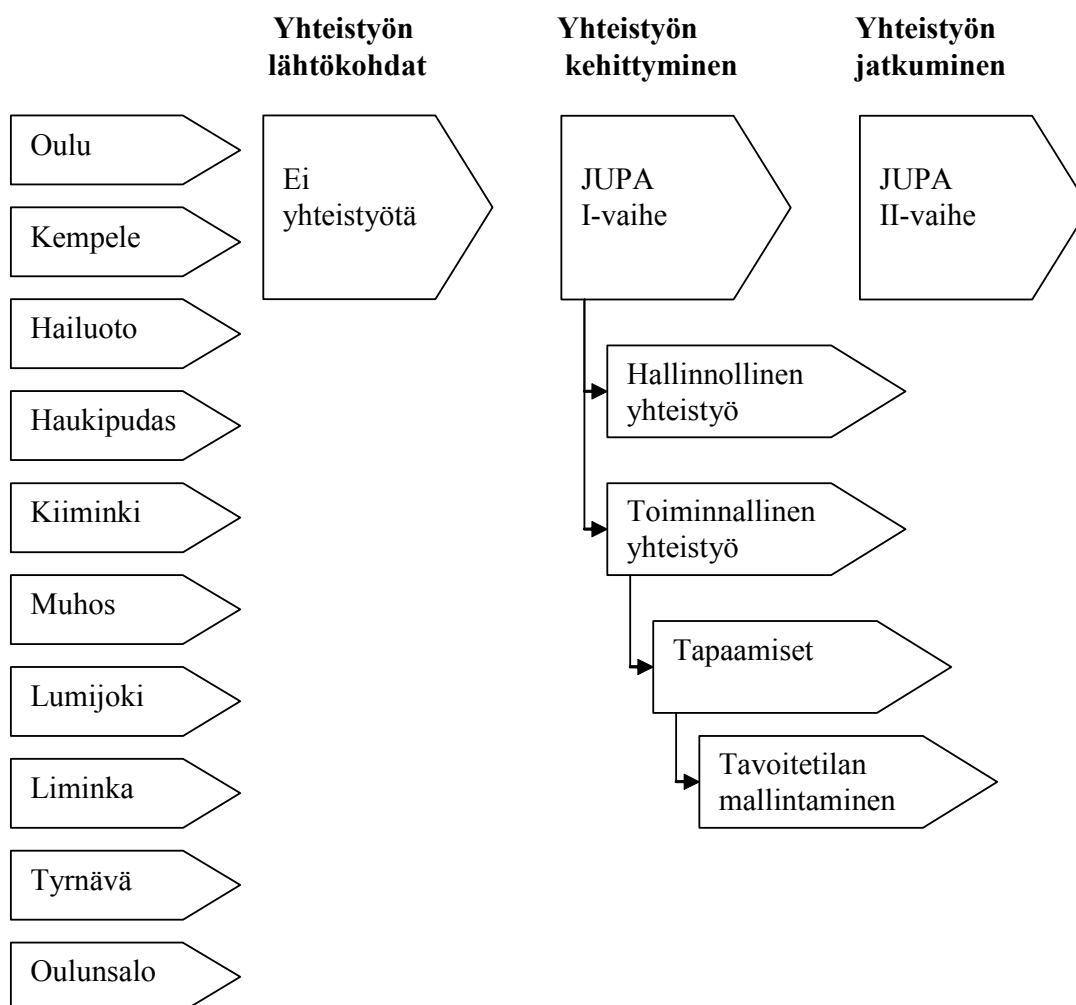 Yhteistyön
lähtökohdat
Yhteistyön
kehittyminen
Yhteistyön
jatkuminen
Oulu
Kempele
Hailuoto
Haukipudas
Kiiminki
Muhos
Lumijoki
Liminka
Tyrnävä
Oulunsalo
Ei
yhteistyötä
JUPA
I-vaihe
JUPA
II-vaihe
Hallinnollinen
yhteistyö
Toiminnallinen
yhteistyö
Tapaamiset
Tavoitetilan
mallintaminen